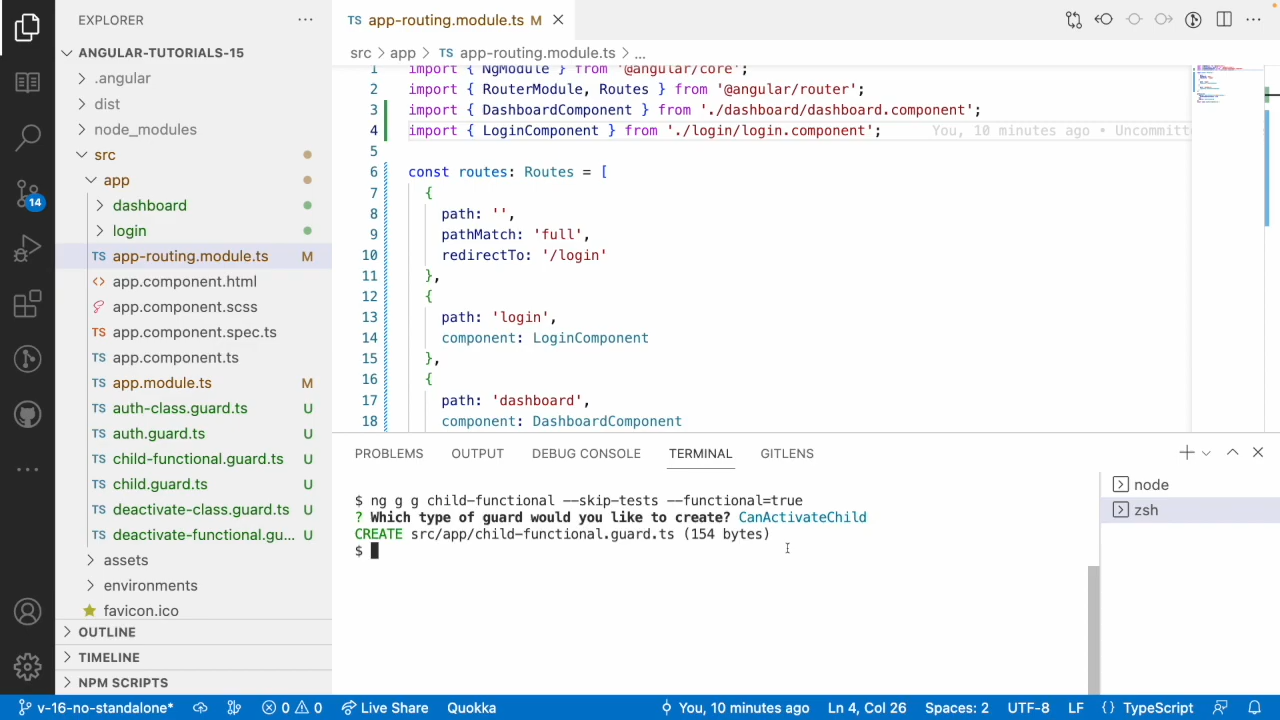 EXPLORER
ANGULAR-TUTORIALS-15
.angular
dist
node_modules
src
app
dashboard
login
TS app-routing.module.ts M
<> app.component.html
app.component.scss
TS app.component.spec.ts
TS app.component.ts
TS app.module.ts M
TS auth-class.guard.ts U
TS auth.guard.ts U
TS child-functional.guard.ts U
TS child.guard.ts U
TS deactivate-class.guard.ts U
TS deactivate-functional.gu... U
assets
environments
favicon.ico
OUTLINE
TIMELINE
NPM SCRIPTS
14
TS app-routing.module.ts M
src > app > TS app-routing.module.ts > ...
1 import { NgModule } from '@angular/core';
2 import { RouterModule, Routes } from '@angular/router';
3 import { DashboardComponent } from './dashboard/dashboard.component';
4 import { LoginComponent } from './login/login.component'; You, 10 minutes ago • Uncommitt
5
6 const routes: Routes = [
7 {
8 path: '',
9 pathMatch: 'full',
10 redirectTo: '/login'
11 },
12 {
13 path: 'login',
14 component: LoginComponent
15 },
16 {
17 path: 'dashboard',
18 component: DashboardComponent
PROBLEMS OUTPUT DEBUG CONSOLE TERMINAL GITLENS
$ ng g g child-functional --skip-tests --functional=true
? Which type of guard would you like to create? CanActivateChild
CREATE src/app/child-functional.guard.ts (154 bytes)
$
node
zsh
v-16-no-standalone* 0 0 Live Share Quokka You, 10 minutes ago Ln 4, Col 26 Spaces: 2 UTF-8 LF {} TypeScript